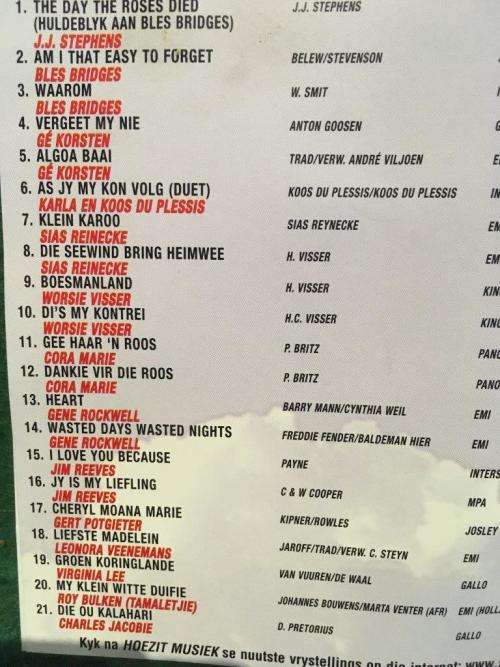 1. THE DAY THE ROSES DIED J.J. STEPHENS
(HULDEBLYK AAN BLES BRIDGES)
J.J. STEPHENS
2. AM I THAT EASY TO FORGET BELEW/STEVENSON
BLES BRIDGES
3. WAAROM W. SMIT
BLES BRIDGES
4. VERGEET MY NIE ANTON GOOSEN
GÉ KORSTEN
5. ALGOA BAAI TRAD/VERW. ANDRÉ VILJOEN
GÉ KORSTEN
6. AS JY MY KON VOLG (DUET) KOOS DU PLESSIS/KOOS DU PLESSIS
KARLA EN KOOS DU PLESSIS
7. KLEIN KAROO SIAS REYNECKE
SIAS REINECKE
8. DIE SEEWIND BRING HEIMWEE H. VISSER
SIAS REINECKE
9. BOESMANLAND H. VISSER
WORSIE VISSER
10. DI'S MY KONTREI H.C. VISSER
WORSIE VISSER
11. GEE HAAR 'N ROOS P. BRITZ
CORA MARIE
12. DANKIE VIR DIE ROOS P. BRITZ
CORA MARIE
13. HEART BARRY MANN/CYNTHIA WEIL EMI
GENE ROCKWELL
14. WASTED DAYS WASTED NIGHTS FREDDIE FENDER/BALDEMAN HIER EMI
GENE ROCKWELL
15. I LOVE YOU BECAUSE PAYNE INTERS
JIM REEVES
16. JY IS MY LIEFLING C & W COOPER MPA
JIM REEVES
17. CHERYL MOANA MARIE KIPNER/ROWLES JOSLEY
GERT POTGIETER
18. LIEFSTE MADELEIN JAROFF/TRAD/VERW. C. STEYN EMI
LEONORA VEENEMANS
19. GROEN KORINGLANDE VAN VUUREN/DE WAAL GALLO
VIRGINIA LEE
20. MY KLEIN WITTE DUIFIE JOHANNES BOUWENS/MARTA VENTER (AFR) EMI (HOLL
ROY BULKEN (TAMALETJIE)
21. DIE OU KALAHARI D. PRETORIUS GALLO
CHARLES JACOBIE
Kyk na HOEZIT MUSIEK se nuutste vrystellings op die internet: www.